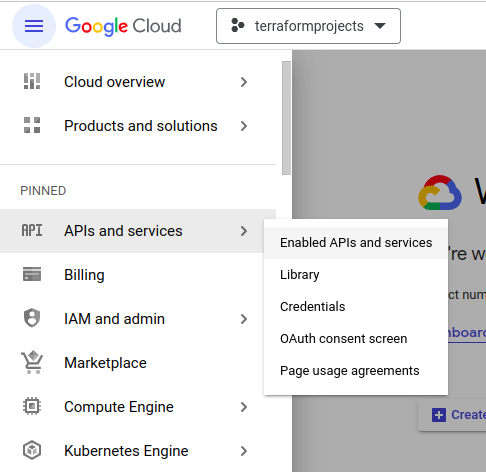 Google Cloud
terraformprojects
Cloud overview
Products and solutions
PINNED
API APIs and services
Enabled APIs and services
Library
Credentials
OAuth consent screen
Page usage agreements
Billing
IAM and admin
Marketplace
Compute Engine
Kubernetes Engine
W
're w
ct num
nboard
Create